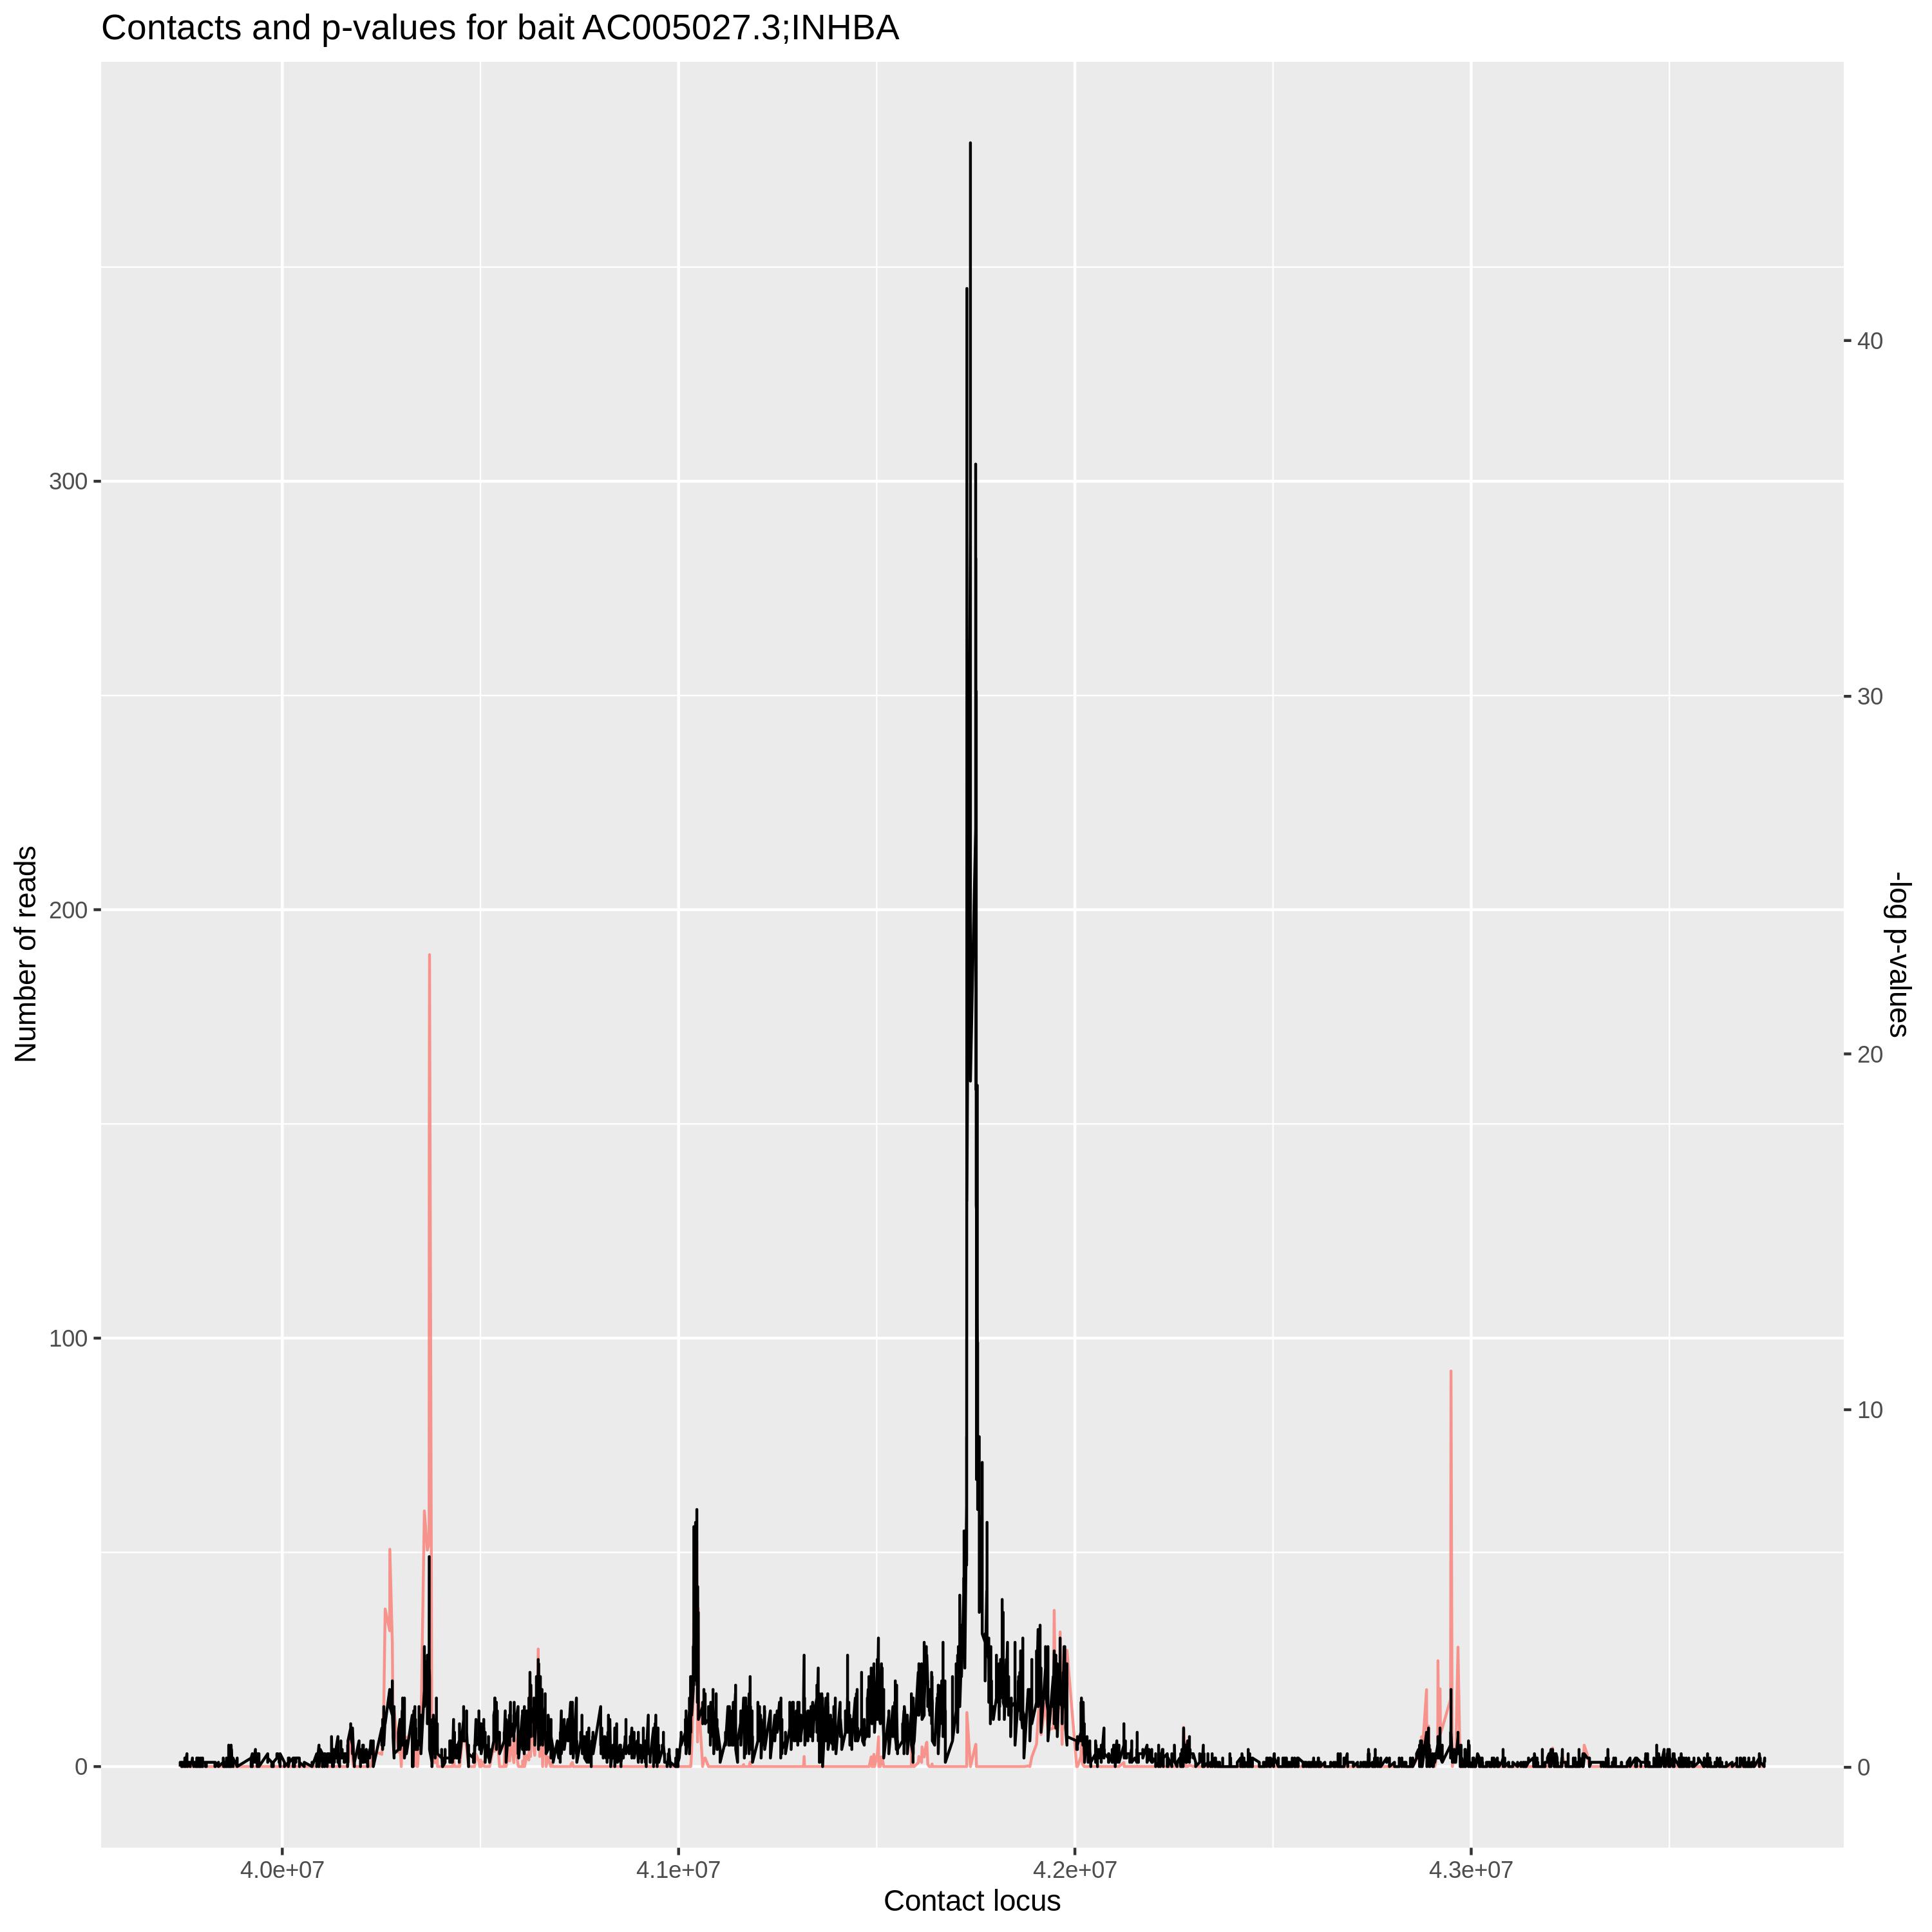 Contacts and p-values for bait AC005027.3;INHBA
Number of reads
300
200
100
0
40
30
20
10
0
-log p-values
4.0e+07
4.1e+07
4.2e+07
4.3e+07
Contact locus